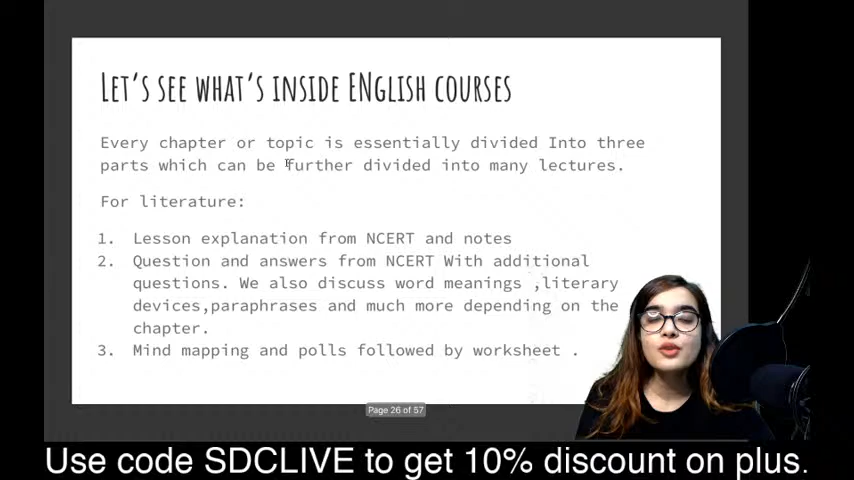 LET'S SEE WHAT'S INSIDE ENGLISH COURSES
Every chapter or topic is essentially divided Into three
parts which can be further divided into many lectures.
For literature:
1. Lesson explanation from NCERT and notes
2. Question and answers from NCERT With additional
questions. We also discuss word meanings ,literary
devices,paraphrases and much more depending on the
chapter.
3. Mind mapping and polls followed by worksheet .
Page 26 of 57
Use code SDCLIVE to get 10% discount on plus.